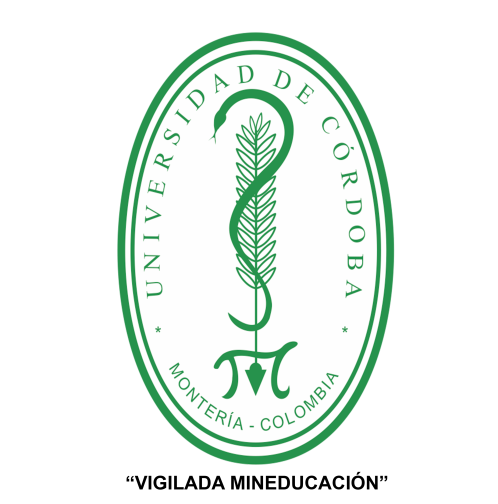 UNIVERSIDAD DE CÓRDOBA
* *
MONTERÍA - COLOMBIA
“VIGILADA MINEDUCACIÓN”